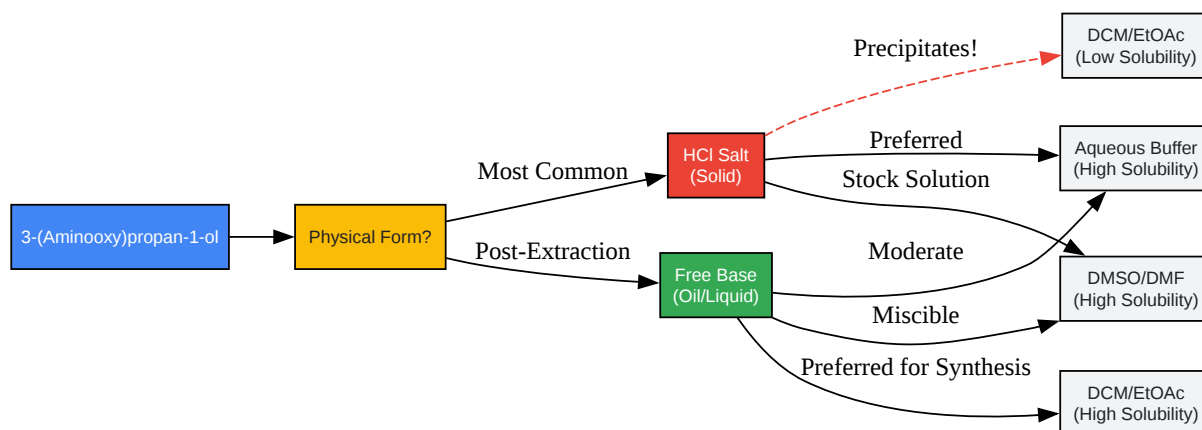 3-(Aminooxy)propan-1-ol
Physical Form?
Most Common
Post-Extraction
HCl Salt
(Solid)
Free Base
(Oil/Liquid)
Precipitates!
Preferred
Stock Solution
Moderate
Miscible
Preferred for Synthesis
DCM/EtOAc
(Low Solubility)
Aqueous Buffer
(High Solubility)
DMSO/DMF
(High Solubility)
DCM/EtOAc
(High Solubility)